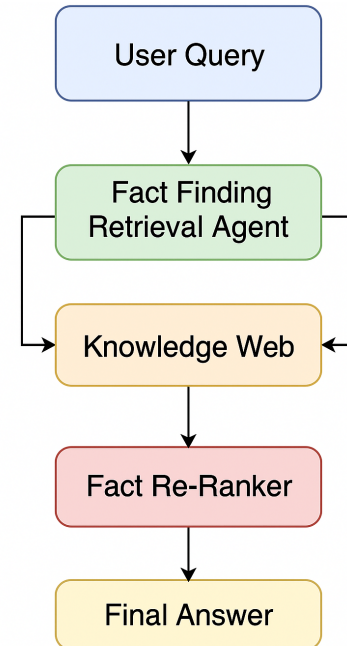 User Query
Fact Finding
Retrieval Agent
Knowledge Web
Fact Re-Ranker
Final Answer